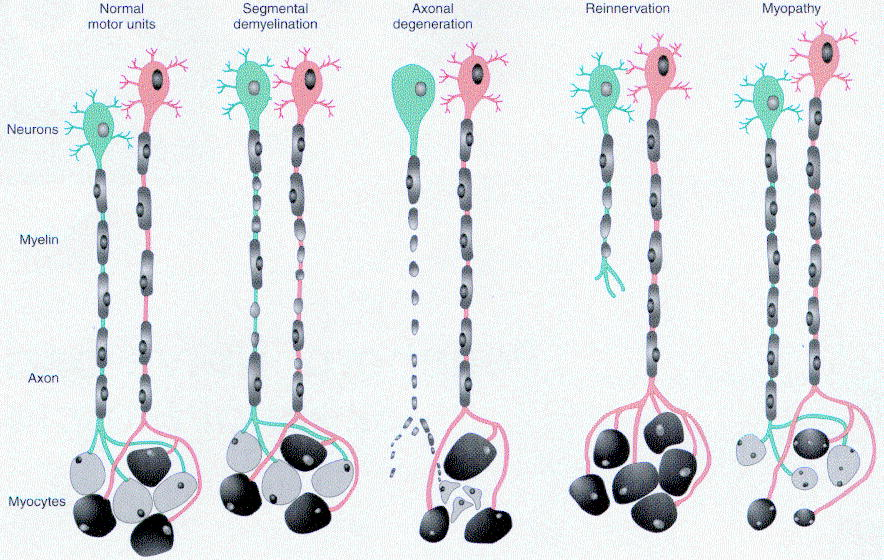 Normal
motor units
Segmental
demyelination
Axonal
degeneration
Reinnervation
Myopathy
Neurons
Myelin
Axon
Myocytes